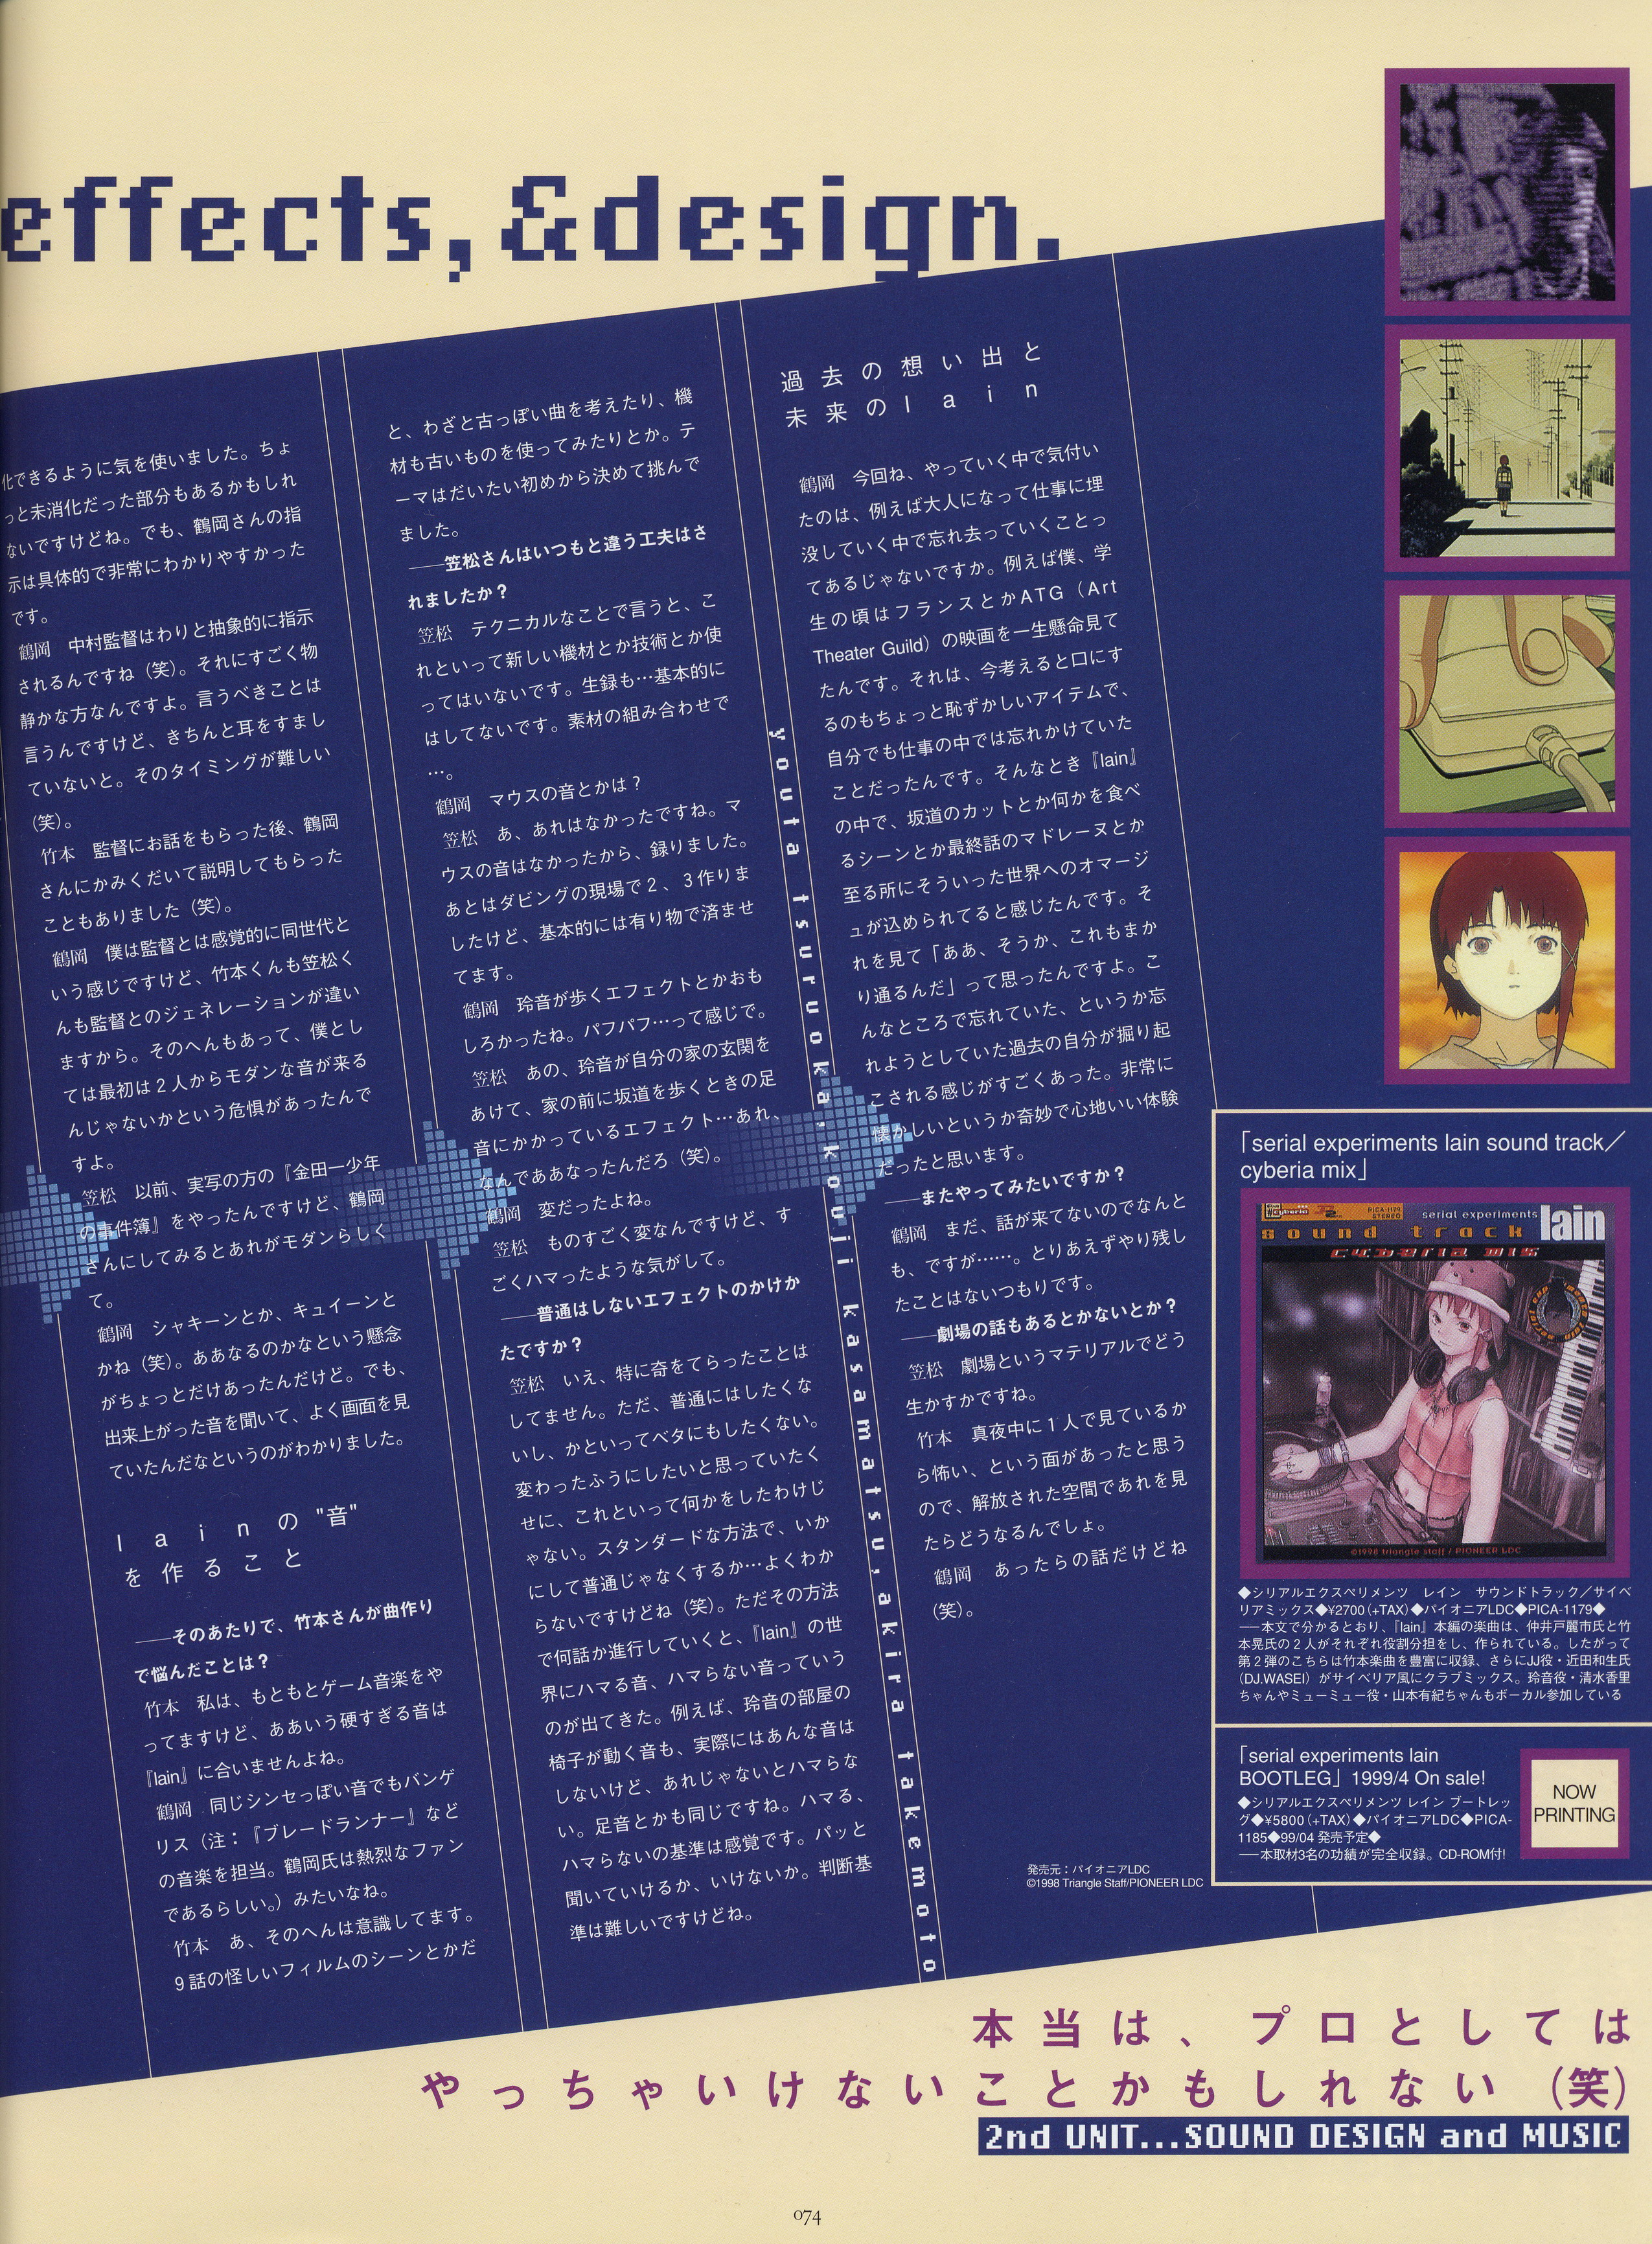 effects,&design.
化できるように気を使いました。ちょ
っと未消化だった部分もあるかもしれ
ないですけどね。でも、鶴岡さんの指
示は具体的で非常にわかりやすかった
です。
鶴岡　中村監督はわりと抽象的に指示
されるんですね（笑）。それにすごく物
静かな方なんですよ。言うべきことは
言うんですけど、きちんと耳をすまし
ていないと。そのタイミングが難しい
（笑）。
竹本　監督にお話をもらった後、鶴岡
さんにかみくだいて説明してもらった
こともありました（笑）。
鶴岡　僕は監督とは感覚的に同世代と
いう感じですけど、竹本くんも笠松く
んも監督とのジェネレーションが違い
ますから。そのへんもあって、僕とし
ては最初は2人からモダンな音が来る
んじゃないかという危惧があったんで
すよ。
笠松　以前、実写の方の『金田一少年
の事件簿』をやったんですけど、鶴岡
さんにしてみるとあれがモダンらしく
て。
鶴岡　シャキーンとか、キュイーンと
かね（笑）。ああなるのかなという懸念
がちょっとだけあったんだけど。でも、
出来上がった音を聞いて、よく画面を見
ていたんだなというのがわかりました。
lainの"音"
を作ること
――そのあたりで、竹本さんが曲作り
で悩んだことは？
竹本　私は、もともとゲーム音楽をや
ってますけど、ああいう硬すぎる音は
『lain』に合いませんよね。
鶴岡　同じシンセっぽい音でもバンゲ
リス（注：『ブレードランナー』など
の音楽を担当。鶴岡氏は熱烈なファン
であるらしい。）みたいなね。
竹本　あ、そのへんは意識してます。
9話の怪しいフィルムのシーンとかだ
と、わざと古っぽい曲を考えたり、機
材も古いものを使ってみたりとか。テ
ーマはだいたい初めから決めて挑んで
ました。
――笠松さんはいつもと違う工夫はさ
れましたか？
笠松　テクニカルなことで言うと、こ
れといって新しい機材とか技術とか使
ってはいないです。生録も…基本的に
はしてないです。素材の組み合わせで
…。
鶴岡　マウスの音とかは？
笠松　あ、あれはなかったですね。マ
ウスの音はなかったから、録りました。
あとはダビングの現場で2、3作りま
したけど、基本的には有り物で済ませ
てます。
鶴岡　玲音が歩くエフェクトとかおも
しろかったね。パフパフ…って感じで。
笠松　あの、玲音が自分の家の玄関を
あけて、家の前に坂道を歩くときの足
音にかかっているエフェクト…あれ、
なんでああなったんだろ（笑）。
鶴岡　変だったよね。
笠松　ものすごく変なんですけど、す
ごくハマったような気がして。
――普通はしないエフェクトのかけか
たですか？
笠松　いえ、特に奇をてらったことは
してません。ただ、普通にはしたくな
いし、かといってベタにもしたくない。
変わったふうにしたいと思っていたく
せに、これといって何かをしたわけじ
ゃない。スタンダードな方法で、いか
にして普通じゃなくするか…よくわか
らないですけどね（笑）。ただその方法
で何話か進行していくと、『lain』の世
界にハマる音、ハマらない音っていう
のが出てきた。例えば、玲音の部屋の
椅子が動く音も、実際にはあんな音は
しないけど、あれじゃないとハマらな
い。足音とかも同じですね。ハマる、
ハマらないの基準は感覚です。パッと
聞いていけるか、いけないか。判断基
準は難しいですけどね。
youta tsuruoka,kouji kasamatsu,akira takemoto
過去の想い出と
未来のlain
鶴岡　今回ね、やっていく中で気付い
たのは、例えば大人になって仕事に埋
没していく中で忘れ去っていくことっ
てあるじゃないですか。例えば僕、学
生の頃はフランスとかATG（Art
Theater Guild）の映画を一生懸命見て
たんです。それは、今考えると口にす
るのもちょっと恥ずかしいアイテムで、
自分でも仕事の中では忘れかけていた
ことだったんです。そんなとき『lain』
の中で、坂道のカットとか何かを食べ
るシーンとか最終話のマドレーヌとか
至る所にそういった世界へのオマージ
ュが込められてると感じたんです。そ
れを見て「ああ、そうか、これもまか
り通るんだ」って思ったんですよ。こ
んなところで忘れていた、というか忘
れようとしていた過去の自分が掘り起
こされる感じがすごくあった。非常に
懐かしいというか奇妙で心地いい体験
だったと思います。
――またやってみたいですか？
鶴岡　まだ、話が来てないのでなんと
も、ですが……。とりあえずやり残し
たことはないつもりです。
――劇場の話もあるとかないとか？
笠松　劇場というマテリアルでどう
生かすかですね。
竹本　真夜中に1人で見ているか
ら怖い、という面があったと思う
ので、解放された空間であれを見
たらどうなるんでしょ。
鶴岡　あったらの話だけどね
（笑）。
発売元：パイオニアLDC
©1998 Triangle Staff/PIONEER LDC
「serial experiments lain sound track／
cyberia mix」
cyberia
PICA-1179
STEREO
serial experiments lain
sound track
cyberia mix
©1998 triangle staff / PIONEER LDC
◆シリアルエクスペリメンツ　レイン　サウンドトラック／サイベ
リアミックス◆¥2700（+TAX）◆パイオニアLDC◆PICA-1179◆
──本文で分かるとおり、『lain』本編の楽曲は、仲井戸麗市氏と竹
本晃氏の2人がそれぞれ役割分担をし、作られている。したがって
第2弾のこちらは竹本楽曲を豊富に収録、さらにJJ役・近田和生氏
（DJ.WASEI）がサイベリア風にクラブミックス。玲音役・清水香里
ちゃんやミューミュー役・山本有紀ちゃんもボーカル参加している
「serial experiments lain
BOOTLEG」1999/4 On sale!
◆シリアルエクスペリメンツ レイン ブートレッ
グ◆¥5800（+TAX）◆パイオニアLDC◆PICA-
1185◆99/04 発売予定◆
──本取材3名の功績が完全収録。CD-ROM付!
NOW
PRINTING
本当は、プロとしては
やっちゃいけないことかもしれない（笑）
2nd UNIT...SOUND DESIGN and MUSIC
074